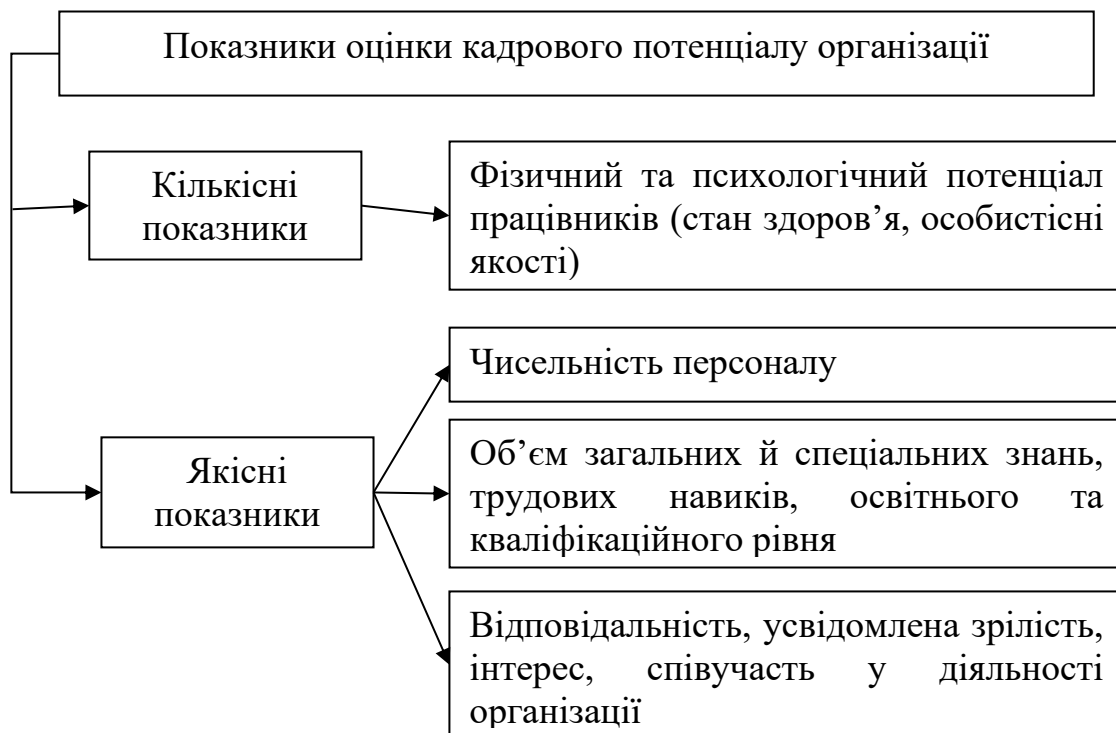 Показники оцінки кадрового потенціалу організації
Кількісні
показники
Фізичний та психологічний потенціал
працівників (стан здоров’я, особистісні
якості)
Чисельність персоналу
Якісні
показники
Об’єм загальних й спеціальних знань,
трудових навиків, освітнього та
кваліфікаційного рівня
Відповідальність, усвідомлена зрілість,
інтерес, співучасть у діяльності
організації